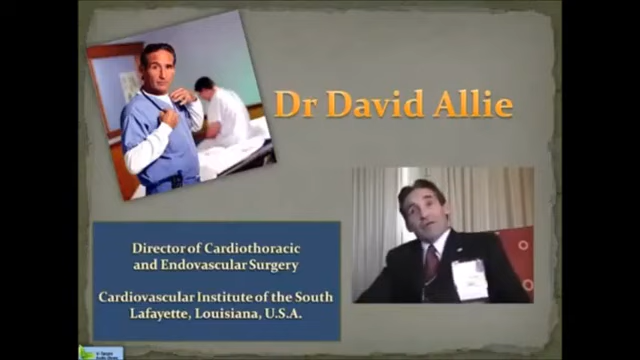 Dr David Allie
Director of Cardiothoracic
and Endovascular Surgery
Cardiovascular Institute of the South
Lafayette, Louisiana, U.S.A.